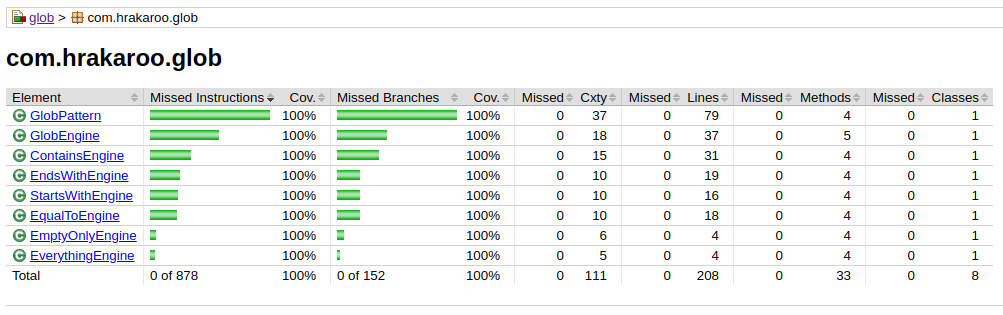 glob > com.hrakaroo.glob
com.hrakaroo.glob
Element Missed Instructions Cov. Missed Branches Cov. Missed Cxty Missed Lines Missed Methods Missed Classes
GlobPattern 100% 100% 0 37 0 79 0 4 0 1
GlobEngine 100% 100% 0 18 0 37 0 5 0 1
ContainsEngine 100% 100% 0 15 0 31 0 4 0 1
EndsWithEngine 100% 100% 0 10 0 19 0 4 0 1
StartsWithEngine 100% 100% 0 10 0 16 0 4 0 1
EqualToEngine 100% 100% 0 10 0 18 0 4 0 1
EmptyOnlyEngine 100% 100% 0 6 0 4 0 4 0 1
EverythingEngine 100% 100% 0 5 0 4 0 4 0 1
Total 0 of 878 100% 0 of 152 100% 0 111 0 208 0 33 0 8